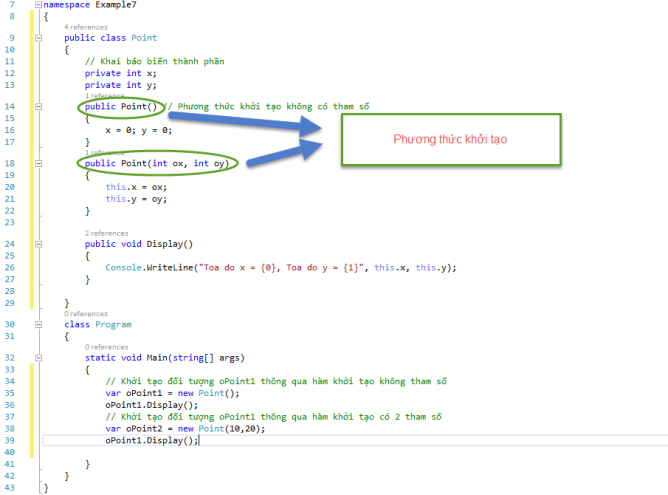 7 namespace Example7
8 {
4 references
9 public class Point
10 {
11 // Khai báo biến thành phần
12 private int x;
13 private int y;
1 reference
14 public Point() // Phương thức khởi tạo không có tham số
15 {
16 x = 0; y = 0;
17 }
1 reference
18 public Point(int ox, int oy)
19 {
20 this.x = ox;
21 this.y = oy;
22 }
23
2 references
24 public void Display()
25 {
26 Console.WriteLine("Toa do x = {0}, Toa do y = {1}", this.x, this.y);
27 }
28
29 }
0 references
30 class Program
31 {
0 references
32 static void Main(string[] args)
33 {
34 // Khởi tạo đối tượng oPoint1 thông qua hàm khởi tạo không tham số
35 var oPoint1 = new Point();
36 oPoint1.Display();
37 // Khởi tạo đối tượng oPoint1 thông qua hàm khởi tạo có 2 tham số
38 var oPoint2 = new Point(10,20);
39 oPoint1.Display();
40
41 }
42 }
43 }
Phương thức khởi tạo